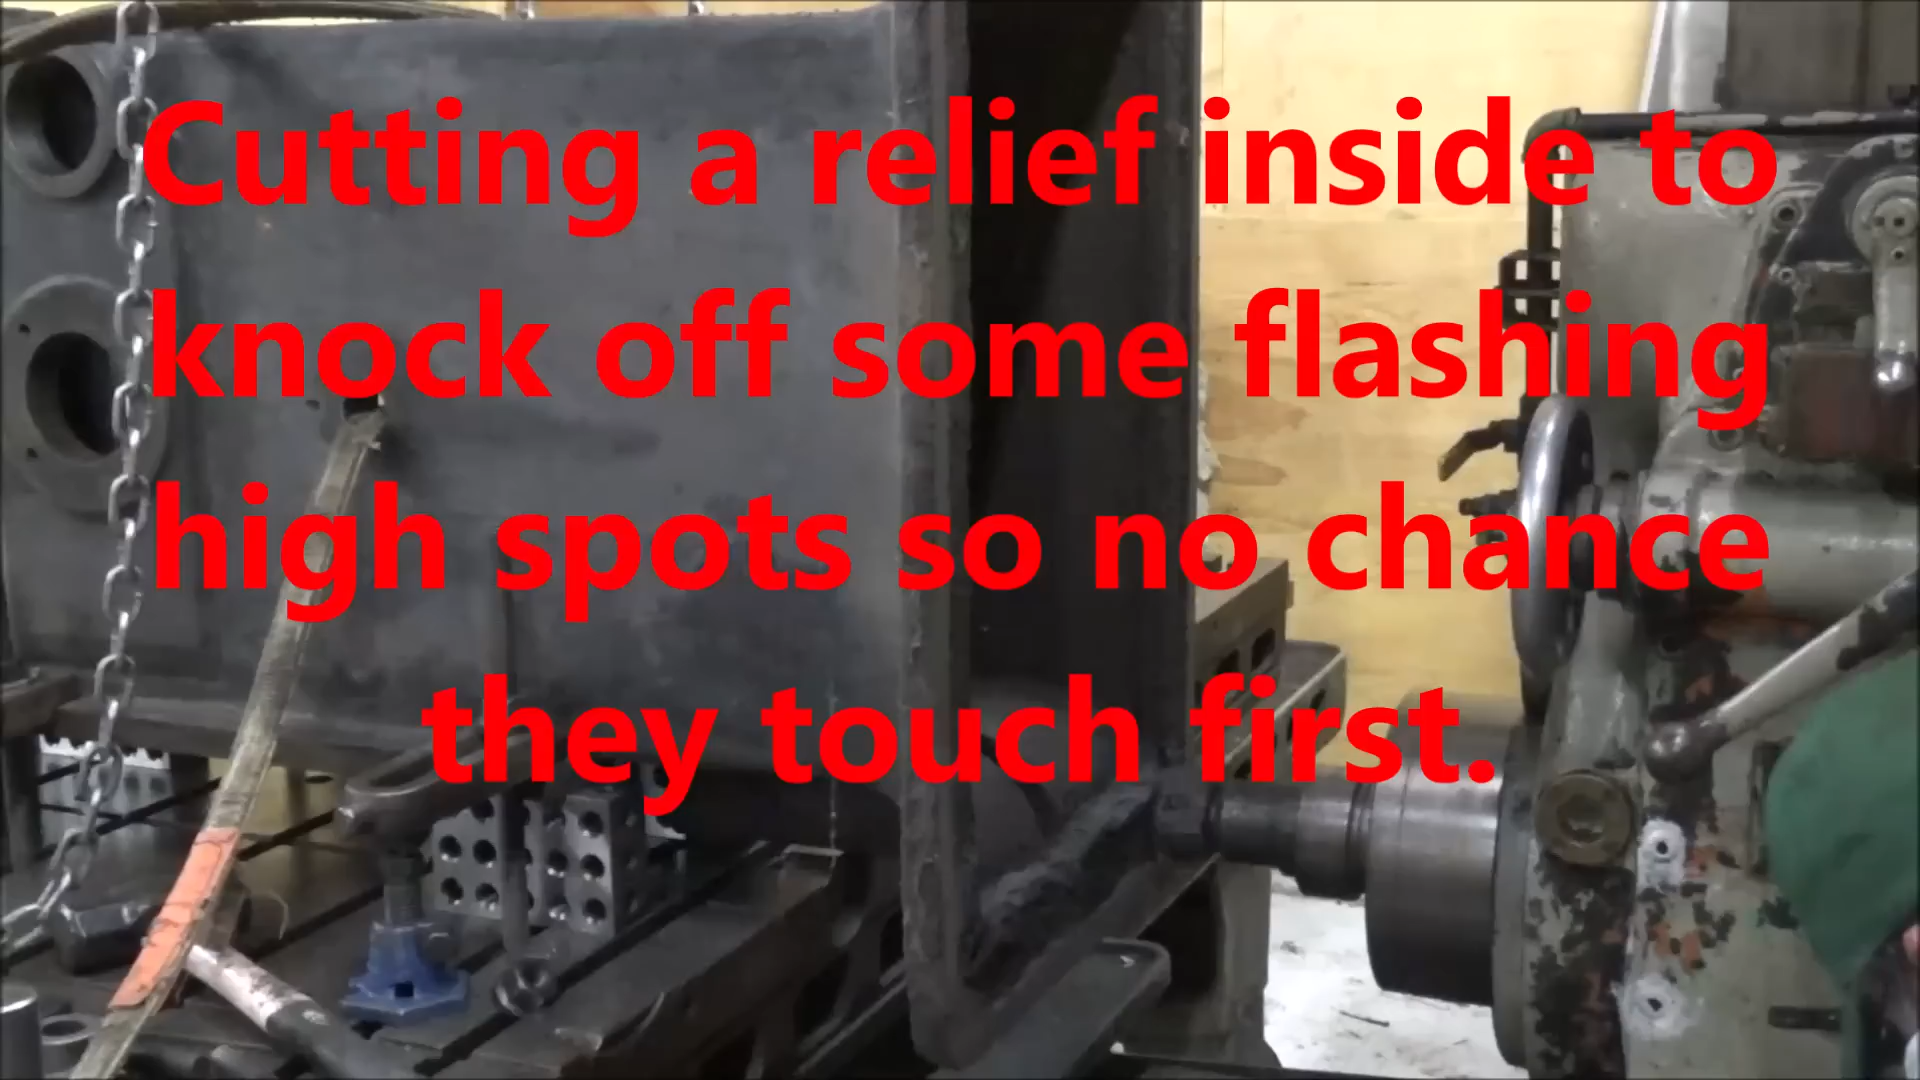 Cutting a relief inside to
knock off some flashing
high spots so no chance
they touch first.